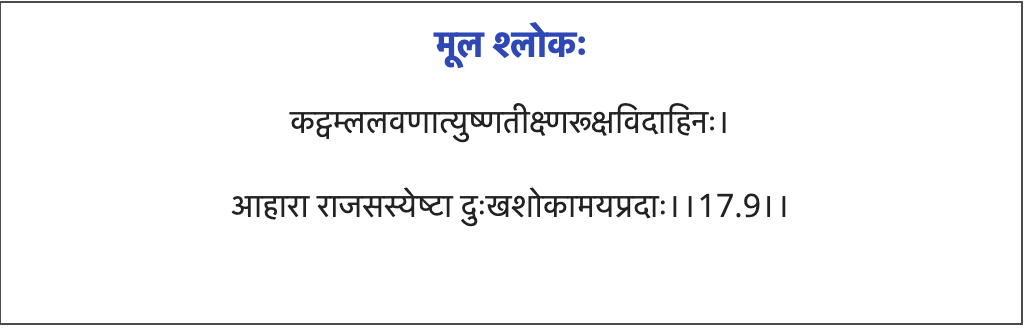 मूल श्लोकः
कट्वम्ललवणात्युष्णतीक्ष्णरूक्षविदाहिनः।
आहारा राजसस्येष्टा दुःखशोकामयप्रदाः।।17.9।।